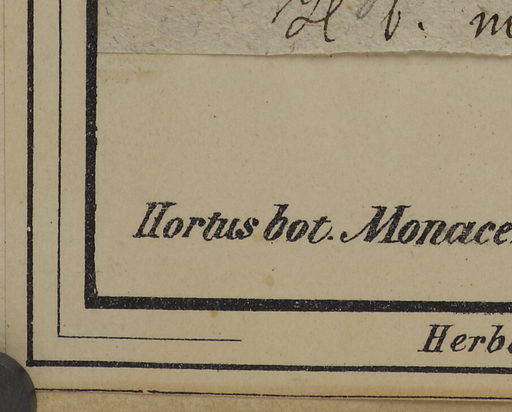 H b. m
Hortus bot. Monace
Herb